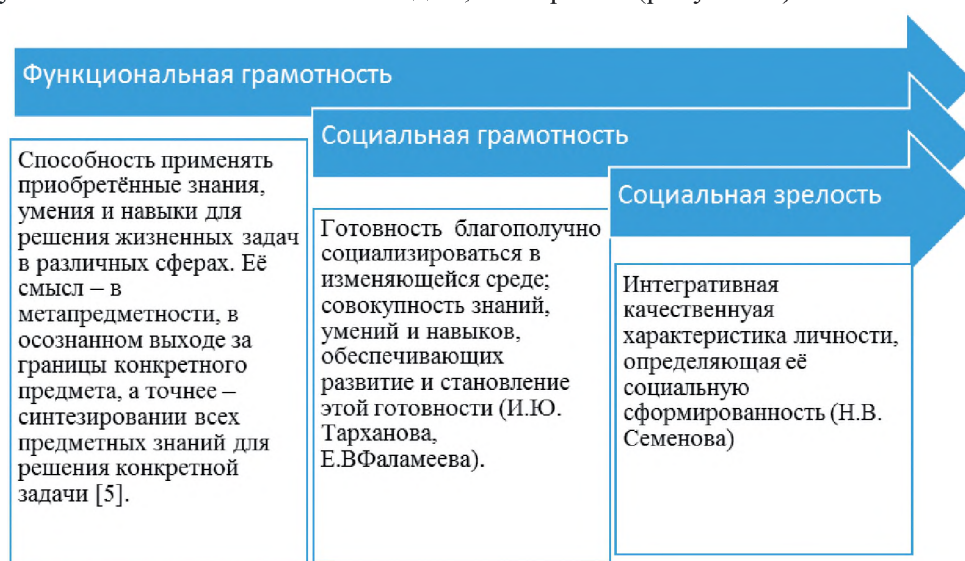 Функциональная грамотность
Способность применять
приобретённые знания,
умения и навыки для
решения жизненных задач
в различных сферах. Её
смысл – в
метапредметности, в
осознанном выходе за
границы конкретного
предмета, а точнее –
синтезировании всех
предметных знаний для
решения конкретной
задачи [5].
Социальная грамотность
Готовность благополучно
социализироваться в
изменяющейся среде;
совокупность знаний,
умений и навыков,
обеспечивающих
развитие и становление
этой готовности (И.Ю.
Тарханова,
Е.ВФаламеева).
Социальная зрелость
Интегративная
качественнуая
характеристика личности,
определяющая её
социальную
сформированность (Н.В.
Семенова)